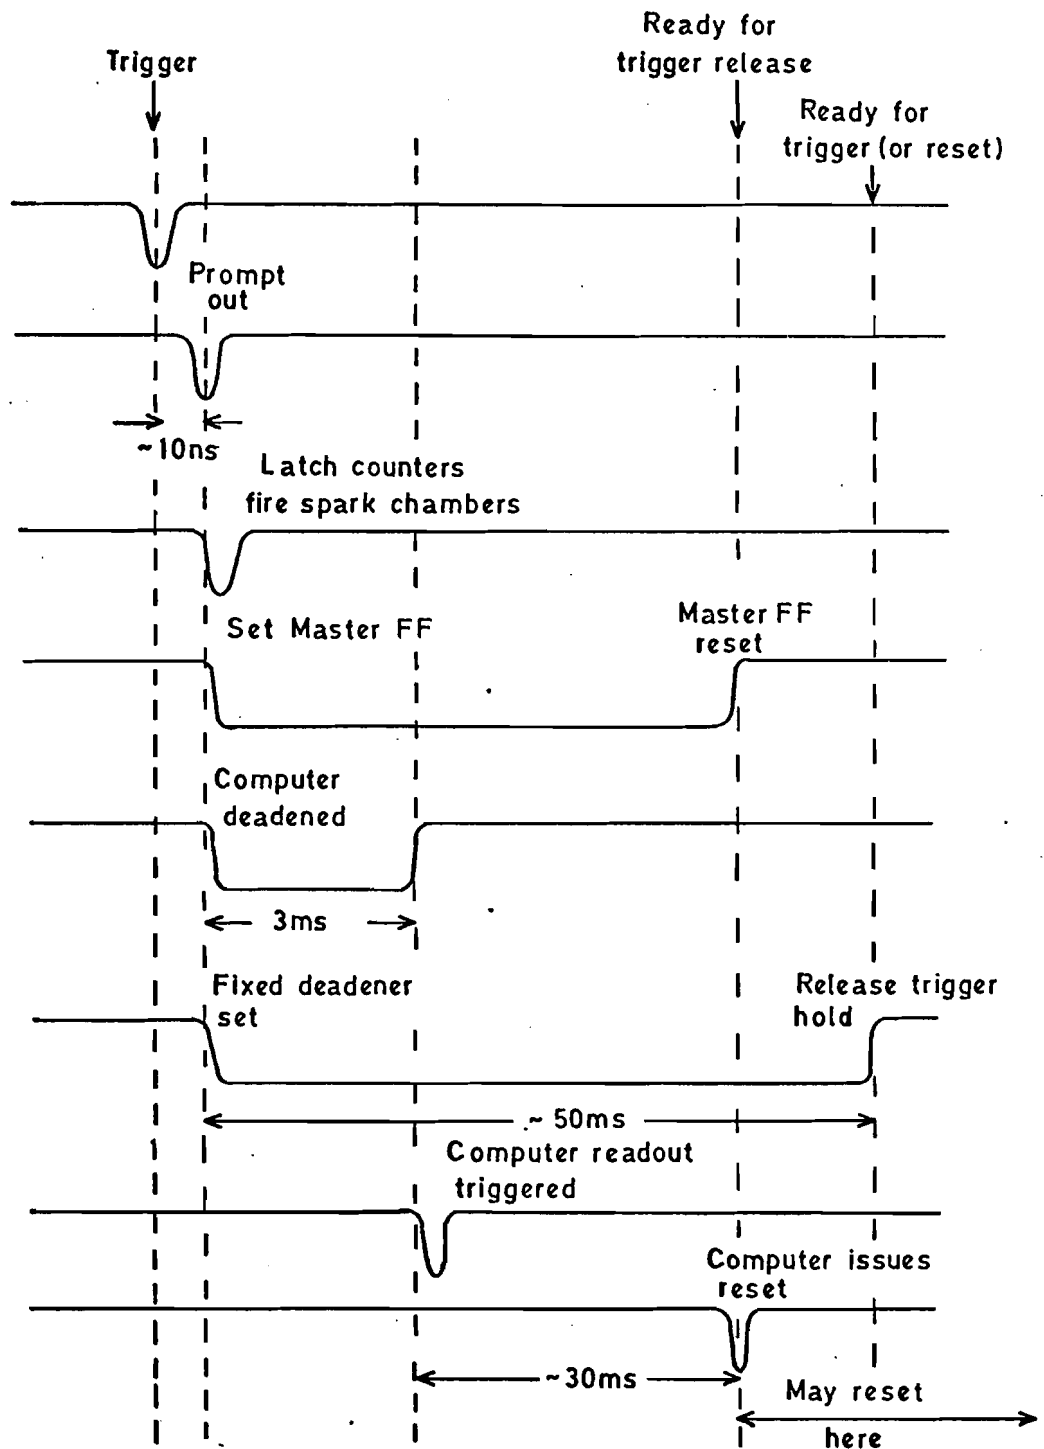 Trigger
Ready for
trigger release
Ready for
trigger (or reset)
Prompt
out
~10ns
Latch counters
fire spark chambers
Set Master FF
Master FF
reset
Computer
deadened
3ms
Fixed deadener
set
Release trigger
hold
~ 50ms
Computer readout
triggered
Computer issues
reset
~30ms
May reset
here